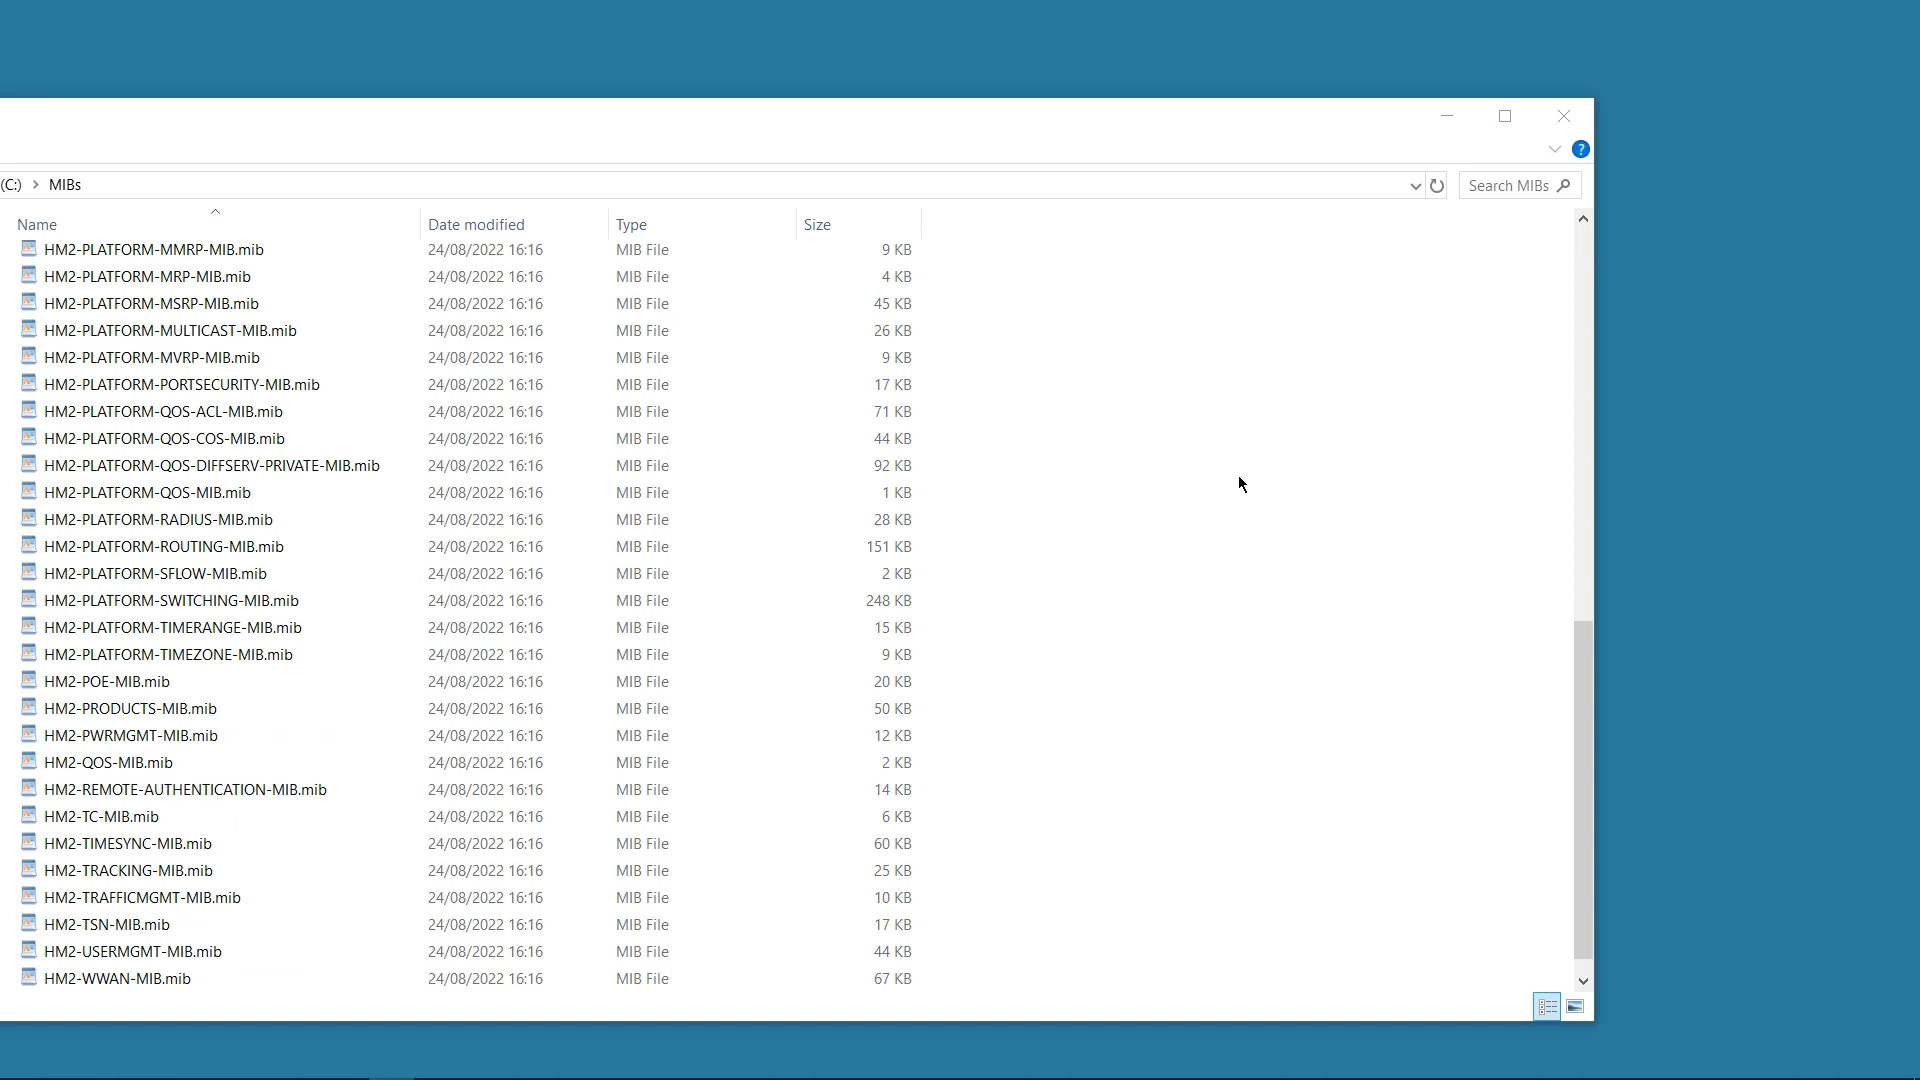 ?
(C:) > MIBs Search MIBs
Name Date modified Type Size
HM2-PLATFORM-MMRP-MIB.mib 24/08/2022 16:16 MIB File 9 KB
HM2-PLATFORM-MRP-MIB.mib 24/08/2022 16:16 MIB File 4 KB
HM2-PLATFORM-MSRP-MIB.mib 24/08/2022 16:16 MIB File 45 KB
HM2-PLATFORM-MULTICAST-MIB.mib 24/08/2022 16:16 MIB File 26 KB
HM2-PLATFORM-MVRP-MIB.mib 24/08/2022 16:16 MIB File 9 KB
HM2-PLATFORM-PORTSECURITY-MIB.mib 24/08/2022 16:16 MIB File 17 KB
HM2-PLATFORM-QOS-ACL-MIB.mib 24/08/2022 16:16 MIB File 71 KB
HM2-PLATFORM-QOS-COS-MIB.mib 24/08/2022 16:16 MIB File 44 KB
HM2-PLATFORM-QOS-DIFFSERV-PRIVATE-MIB.mib 24/08/2022 16:16 MIB File 92 KB
HM2-PLATFORM-QOS-MIB.mib 24/08/2022 16:16 MIB File 1 KB
HM2-PLATFORM-RADIUS-MIB.mib 24/08/2022 16:16 MIB File 28 KB
HM2-PLATFORM-ROUTING-MIB.mib 24/08/2022 16:16 MIB File 151 KB
HM2-PLATFORM-SFLOW-MIB.mib 24/08/2022 16:16 MIB File 2 KB
HM2-PLATFORM-SWITCHING-MIB.mib 24/08/2022 16:16 MIB File 248 KB
HM2-PLATFORM-TIMERANGE-MIB.mib 24/08/2022 16:16 MIB File 15 KB
HM2-PLATFORM-TIMEZONE-MIB.mib 24/08/2022 16:16 MIB File 9 KB
HM2-POE-MIB.mib 24/08/2022 16:16 MIB File 20 KB
HM2-PRODUCTS-MIB.mib 24/08/2022 16:16 MIB File 50 KB
HM2-PWRMGMT-MIB.mib 24/08/2022 16:16 MIB File 12 KB
HM2-QOS-MIB.mib 24/08/2022 16:16 MIB File 2 KB
HM2-REMOTE-AUTHENTICATION-MIB.mib 24/08/2022 16:16 MIB File 14 KB
HM2-TC-MIB.mib 24/08/2022 16:16 MIB File 6 KB
HM2-TIMESYNC-MIB.mib 24/08/2022 16:16 MIB File 60 KB
HM2-TRACKING-MIB.mib 24/08/2022 16:16 MIB File 25 KB
HM2-TRAFFICMGMT-MIB.mib 24/08/2022 16:16 MIB File 10 KB
HM2-TSN-MIB.mib 24/08/2022 16:16 MIB File 17 KB
HM2-USERMGMT-MIB.mib 24/08/2022 16:16 MIB File 44 KB
HM2-WWAN-MIB.mib 24/08/2022 16:16 MIB File 67 KB